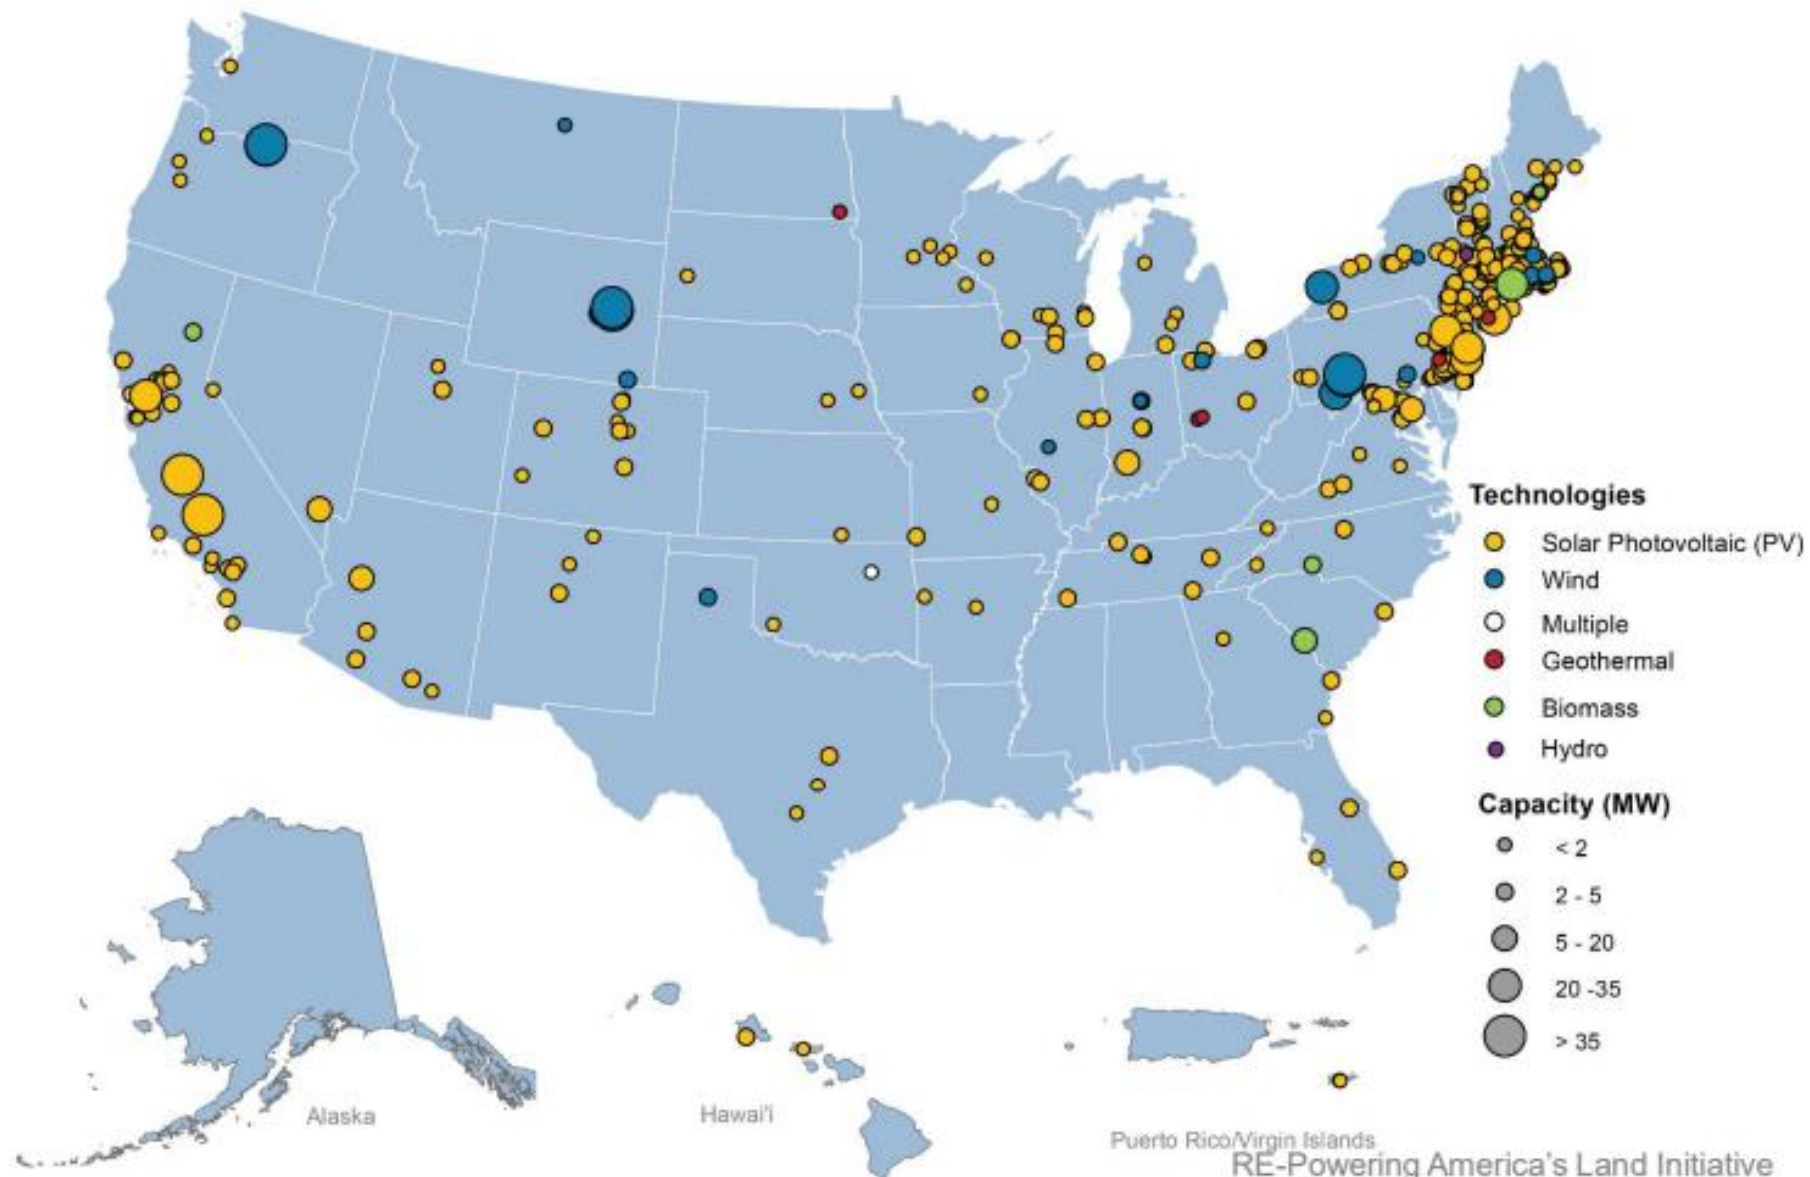 Technologies
Solar Photovoltaic (PV)
Wind
Multiple
Geothermal
Biomass
Hydro
Capacity (MW)
< 2
2 - 5
5 - 20
20 -35
> 35
Alaska
Hawai'i
Puerto Rico/Virgin Islands
RE-Powering America's Land Initiative